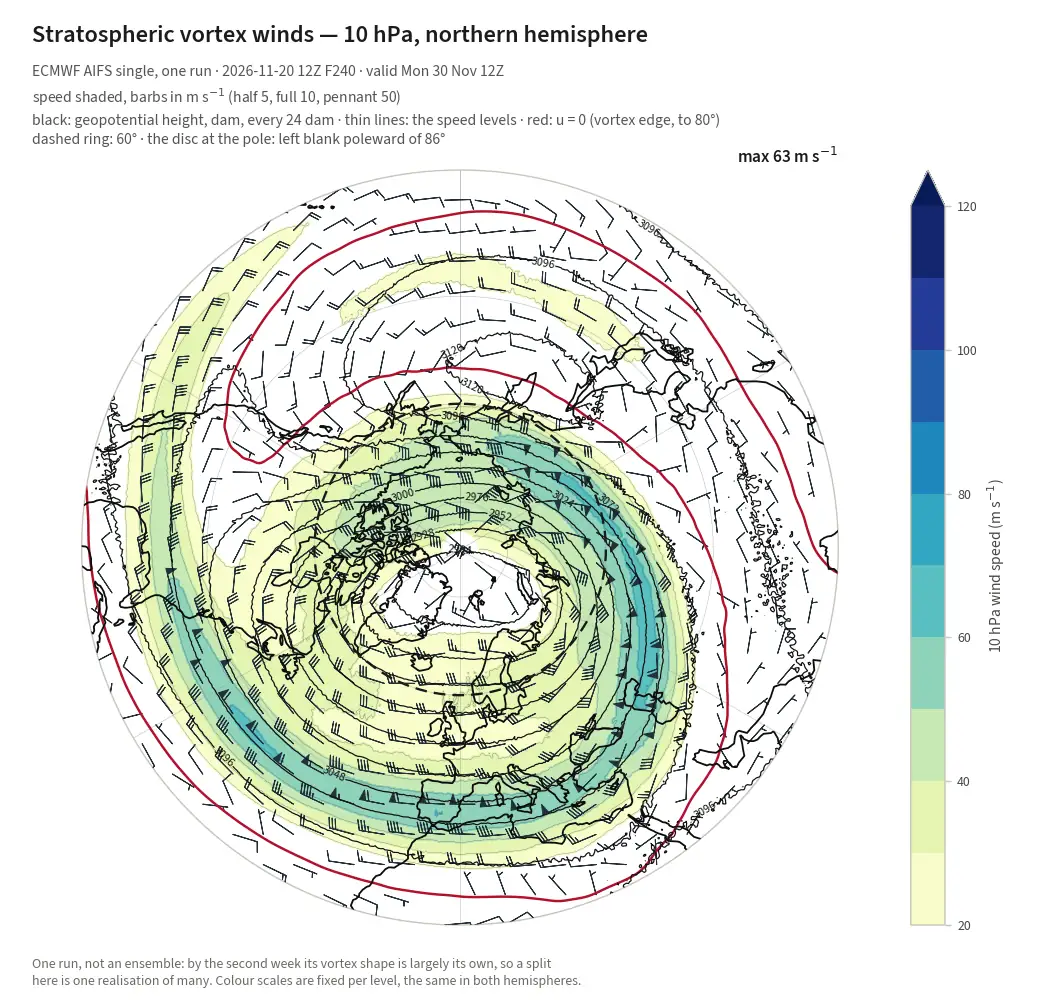 Stratospheric vortex winds — 10 hPa, northern hemisphere
ECMWF AIFS single, one run · 2026-11-20 12Z F240 · valid Mon 30 Nov 12Z
speed shaded, barbs in m s⁻¹ (half 5, full 10, pennant 50)
black: geopotential height, dam, every 24 dam · thin lines: the speed levels · red: u = 0 (vortex edge, to 80°)
dashed ring: 60° · the disc at the pole: left blank poleward of 86°
max 63 m s⁻¹
120
100
80
60
40
20
10 hPa wind speed (m s⁻¹)
3096
3096
3120
3120
3096
3000
2976
3024
2952
3048
3096
3096
One run, not an ensemble: by the second week its vortex shape is largely its own, so a split
here is one realisation of many. Colour scales are fixed per level, the same in both hemispheres.